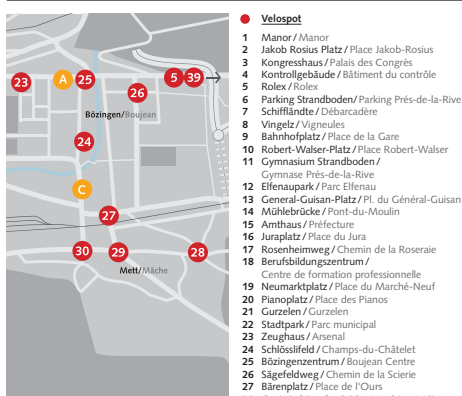 23
A
25
5
39
26
Bözingen/Boujean
24
C
27
30
29
28
Mett/Mâche
Velospot
1 Manor / Manor
2 Jakob Rosius Platz / Place Jakob-Rosius
3 Kongresshaus / Palais des Congrès
4 Kontrollgebäude / Bâtiment du contrôle
5 Rolex / Rolex
6 Parking Strandboden/ Parking Prés-de-la-Rive
7 Schifflände / Débarcadère
8 Vingelz / Vigneules
9 Bahnhofplatz / Place de la Gare
10 Robert-Walser-Platz / Place Robert-Walser
11 Gymnasium Strandboden /
Gymnase Prés-de-la-Rive
12 Elfenaupark / Parc Elfenau
13 General-Guisan-Platz / Pl. du Général-Guisan
14 Mühlebrücke / Pont-du-Moulin
15 Amthaus / Préfecture
16 Juraplatz / Place du Jura
17 Rosenheimweg / Chemin de la Roseraie
18 Berufsbildungszentrum /
Centre de formation professionnelle
19 Neumarktplatz / Place du Marché-Neuf
20 Pianoplatz / Place des Pianos
21 Gurzelen / Gurzelen
22 Stadtpark / Parc municipal
23 Zeughaus / Arsenal
24 Schlösslifeld / Champs-du-Châtelet
25 Bözingenzentrum / Boujean Centre
26 Sägefeldweg / Chemin de la Scierie
27 Bärenplatz / Place de l'Ours